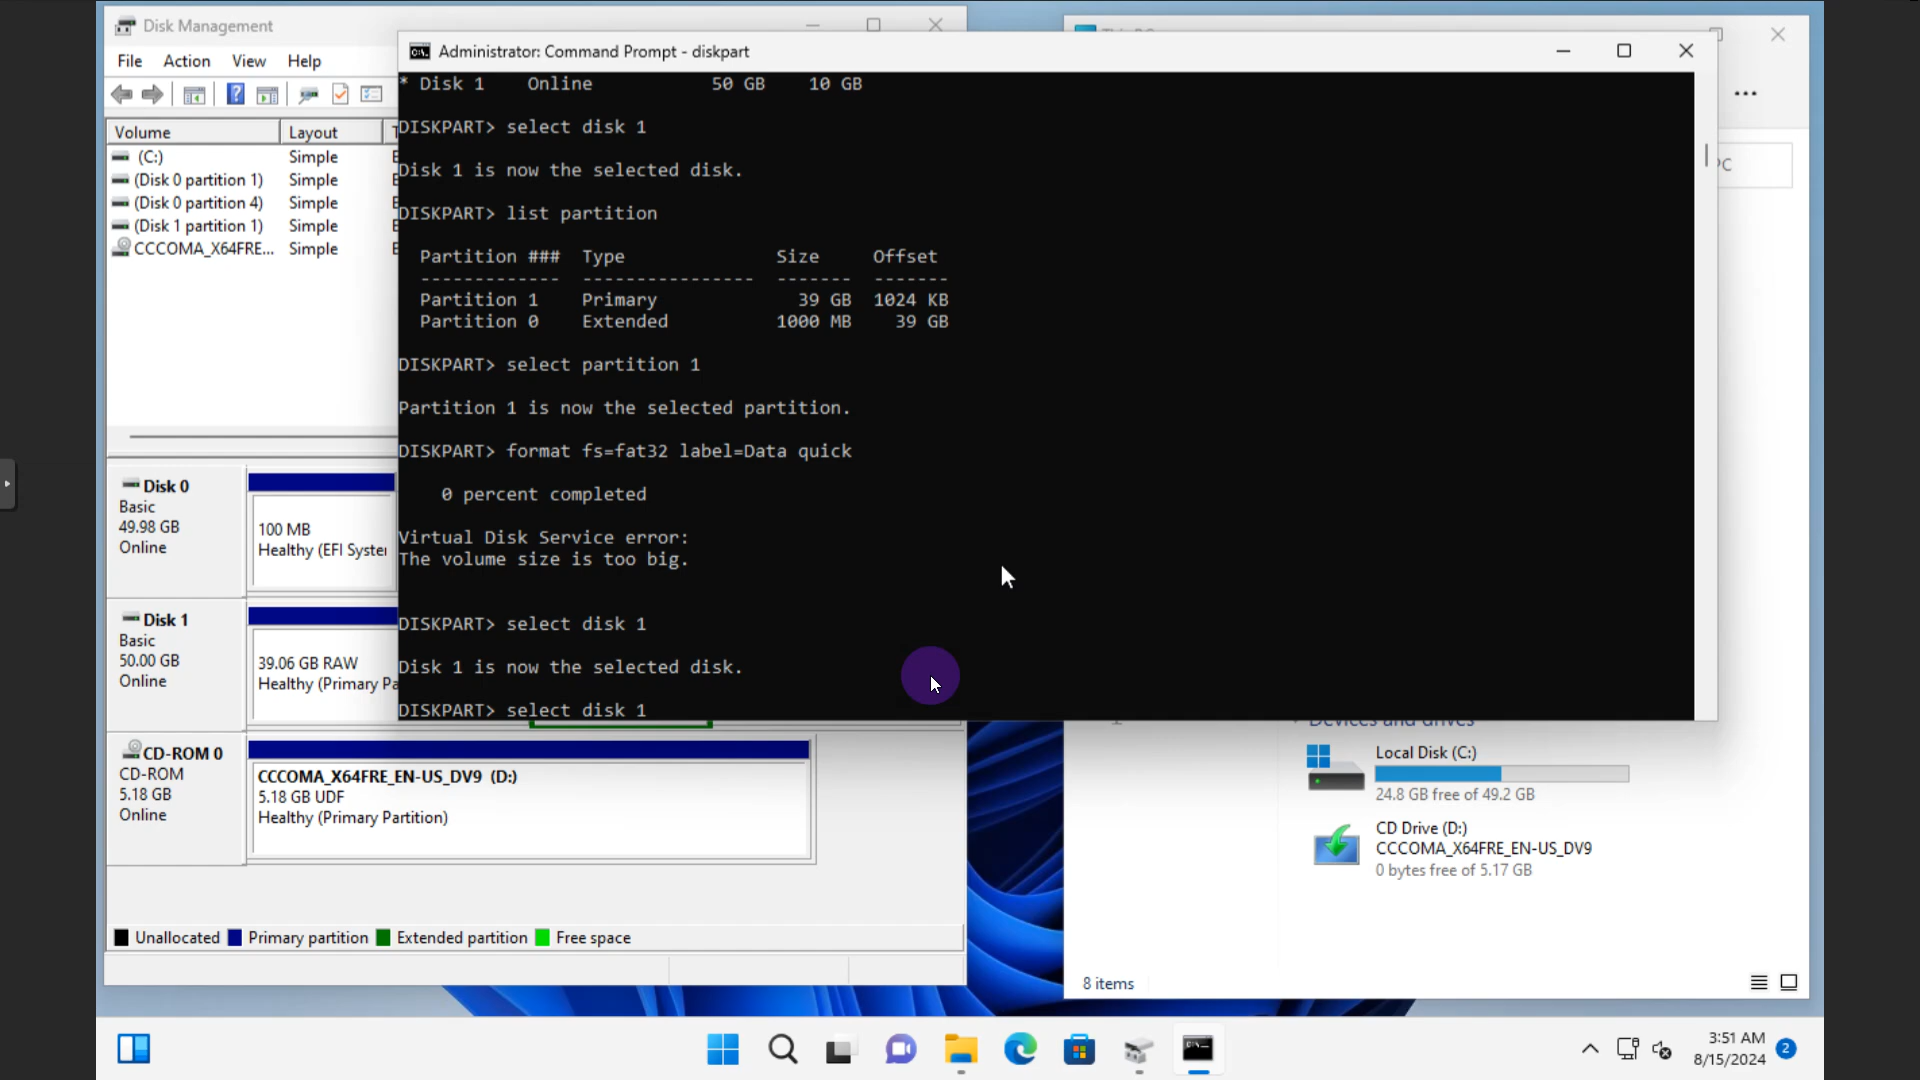 Disk Management
File Action View Help
Volume Layout
(C:) Simple
(Disk 0 partition 1) Simple
(Disk 0 partition 4) Simple
(Disk 1 partition 1) Simple
CCCOMA_X64FRE... Simple
Disk 0
Basic
49.98 GB
Online
100 MB
Healthy (EFI System
Disk 1
Basic
50.00 GB
Online
39.06 GB RAW
Healthy (Primary Pa
CD-ROM 0
CD-ROM
5.18 GB
Online
CCCOMA_X64FRE_EN-US_DV9 (D:)
5.18 GB UDF
Healthy (Primary Partition)
Unallocated Primary partition Extended partition Free space
Administrator: Command Prompt - diskpart
* Disk 1 Online 50 GB 10 GB
DISKPART> select disk 1
Disk 1 is now the selected disk.
DISKPART> list partition
Partition ### Type Size Offset
------------- ---------------- ------- -------
Partition 1 Primary 39 GB 1024 KB
Partition 0 Extended 1000 MB 39 GB
DISKPART> select partition 1
Partition 1 is now the selected partition.
DISKPART> format fs=fat32 label=Data quick
0 percent completed
Virtual Disk Service error:
The volume size is too big.
DISKPART> select disk 1
Disk 1 is now the selected disk.
DISKPART> select disk 1
PC
Devices and drives
Local Disk (C:)
24.8 GB free of 49.2 GB
CD Drive (D:)
CCCOMA_X64FRE_EN-US_DV9
0 bytes free of 5.17 GB
8 items
3:51 AM
8/15/2024
2